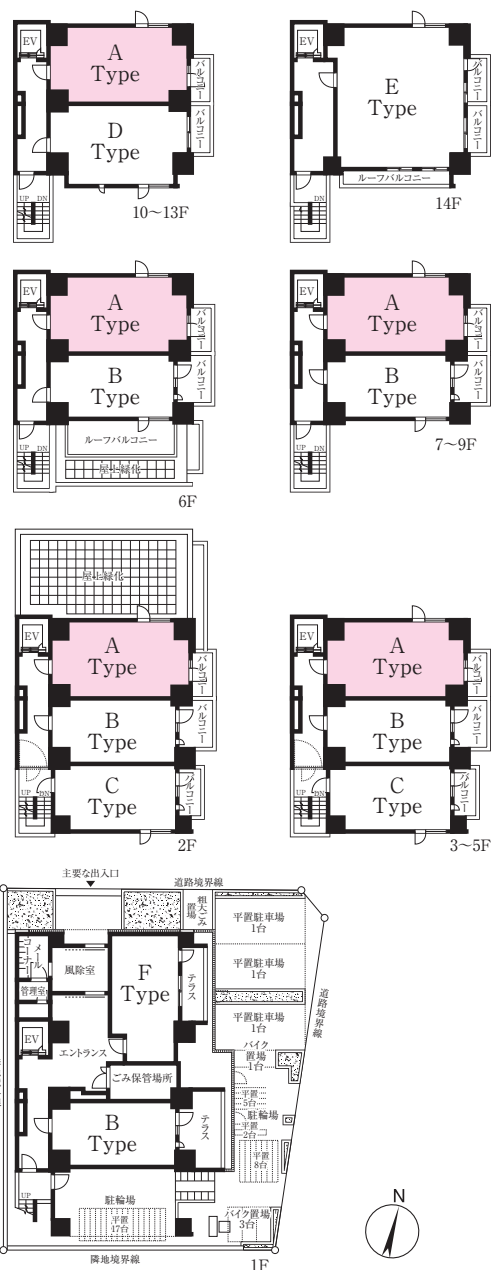 EV
A
Type
バルコニー
D
Type
バルコニー
UP DN
10〜13F
EV
E
Type
バルコニー
バルコニー
ルーフバルコニー
UP DN
14F
EV
A
Type
バルコニー
B
Type
バルコニー
ルーフバルコニー
屋上緑化
UP DN
6F
EV
A
Type
バルコニー
B
Type
バルコニー
UP DN
7〜9F
屋上緑化
EV
A
Type
バルコニー
B
Type
バルコニー
C
Type
バルコニー
UP DN
2F
EV
A
Type
バルコニー
B
Type
バルコニー
C
Type
バルコニー
UP DN
3〜5F
主要な出入口
道路境界線
粗大ごみ
置場
平置駐車場
1台
平置駐車場
1台
平置駐車場
1台
道路境界線
メール
コーナー
風除室
管理室
F
Type
テラス
EV
エントランス
ごみ保管場所
バイク
置場
1台
平置
5台
駐輪場
平置
2台
平置
8台
B
Type
テラス
UP
駐輪場
平置
17台
バイク置場
3台
隣地境界線
1F
N